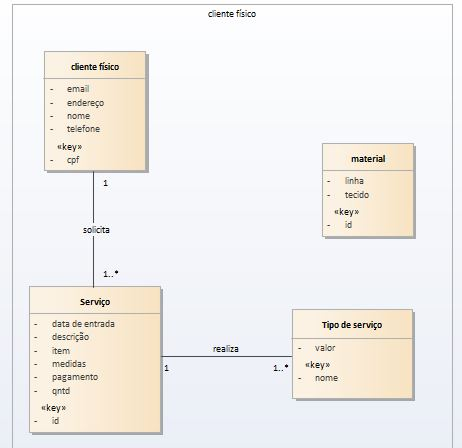 cliente físico
cliente físico
- email
- endereço
- nome
- telefone
«key»
- cpf
1
solicita
1..*
material
- linha
- tecido
«key»
- id
Serviço
- data de entrada
- descrição
- item
- medidas
- pagamento
- qntd
«key»
- id
realiza
1
1..*
Tipo de serviço
- valor
«key»
- nome